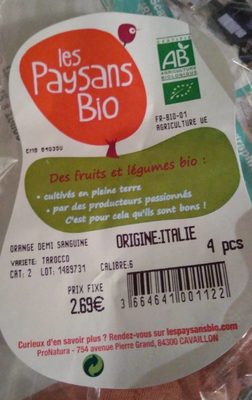 les
Paysans
Bio
CERTIFIÉ
AB
AGRICULTURE
BIOLOGIQUE
FR-BIO-01
AGRICULTURE UE
Des fruits et légumes bio :
• cultivés en pleine terre
• par des producteurs passionnés
C'est pour cela qu'ils sont bons !
ORANGE DEMI SANGUINE
ORIGINE:ITALIE
4 pcs
VARIETE: TAROCCO
CAT: 2 LOT: 1489731 CALIBRE.6
PRIX FIXE
2.69€
3 664641 001122
Curieux d'en savoir plus ? Rendez-vous sur lespaysansbio.com
ProNatura - 754 avenue Pierre Grand, 84300 CAVAILLON